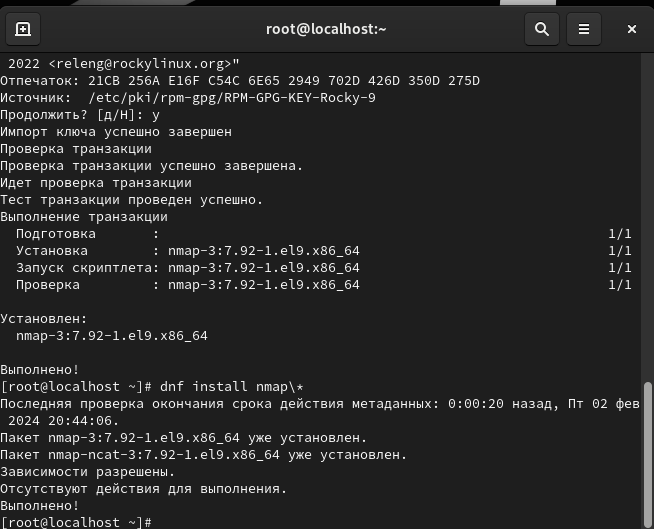 root@localhost:~
2022 <releng@rockylinux.org>"
Отпечаток: 21CB 256A E16F C54C 6E65 2949 702D 426D 350D 275D
Источник:  /etc/pki/rpm-gpg/RPM-GPG-KEY-Rocky-9
Продолжить? [д/Н]: y
Импорт ключа успешно завершен
Проверка транзакции
Проверка транзакции успешно завершена.
Идет проверка транзакции
Тест транзакции проведен успешно.
Выполнение транзакции
  Подготовка       :                                                        1/1
  Установка        : nmap-3:7.92-1.el9.x86_64                               1/1
  Запуск скриптлета: nmap-3:7.92-1.el9.x86_64                               1/1
  Проверка         : nmap-3:7.92-1.el9.x86_64                               1/1
Установлен:
  nmap-3:7.92-1.el9.x86_64
Выполнено!
[root@localhost ~]# dnf install nmap\*
Последняя проверка окончания срока действия метаданных: 0:00:20 назад, Пт 02 фев
 2024 20:44:06.
Пакет nmap-3:7.92-1.el9.x86_64 уже установлен.
Пакет nmap-ncat-3:7.92-1.el9.x86_64 уже установлен.
Зависимости разрешены.
Отсутствуют действия для выполнения.
Выполнено!
[root@localhost ~]#